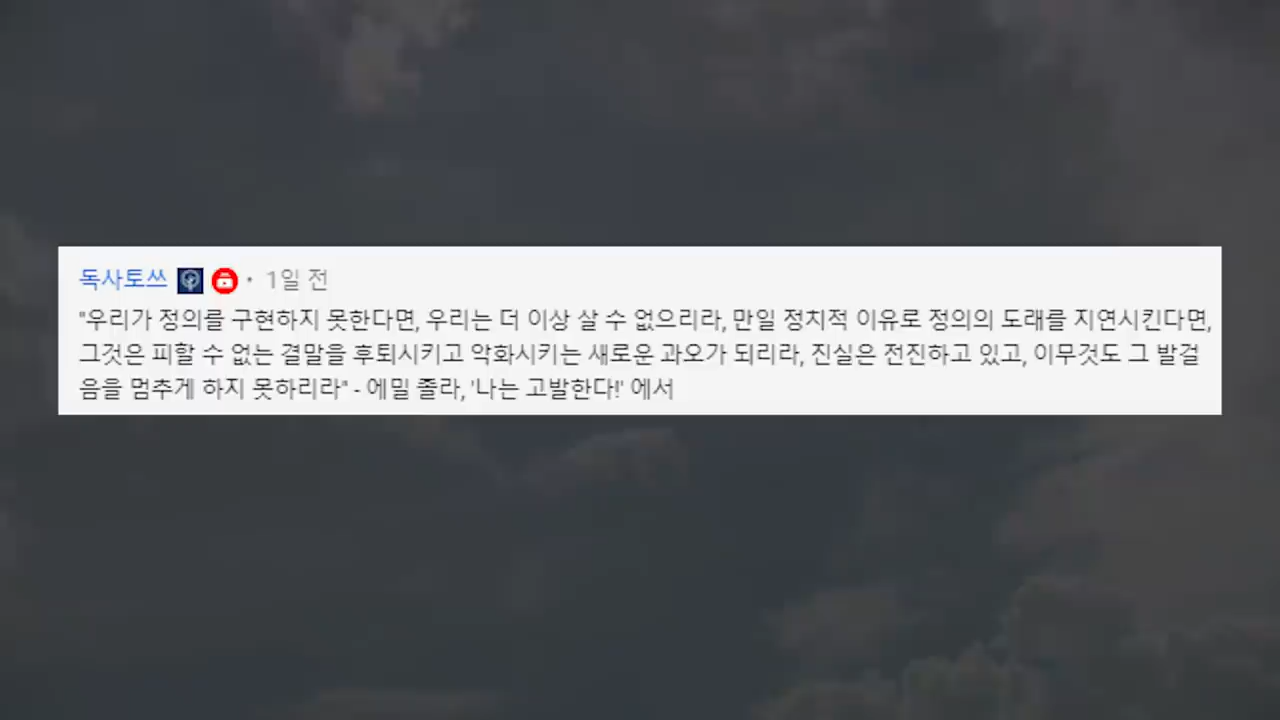 독사토쓰 · 1일 전
"우리가 정의를 구현하지 못한다면, 우리는 더 이상 살 수 없으리라, 만일 정치적 이유로 정의의 도래를 지연시킨다면,
그것은 피할 수 없는 결말을 후퇴시키고 악화시키는 새로운 과오가 되리라, 진실은 전진하고 있고, 이무것도 그 발걸
음을 멈추게 하지 못하리라" - 에밀 졸라, '나는 고발한다!' 에서